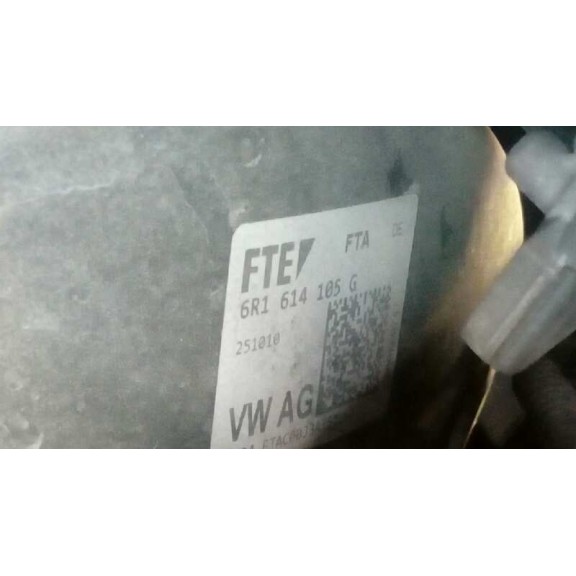 FTE FTA DE
6R1 614 105 G
251010
VW AG